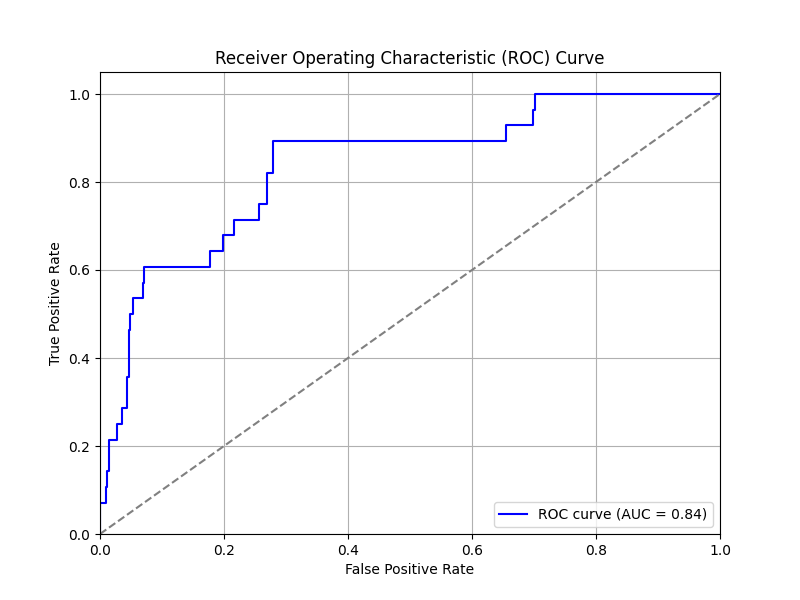 Receiver Operating Characteristic (ROC) Curve
1.0
0.8
0.6
0.4
0.2
0.0
True Positive Rate
ROC curve (AUC = 0.84)
0.0 0.2 0.4 0.6 0.8 1.0
False Positive Rate